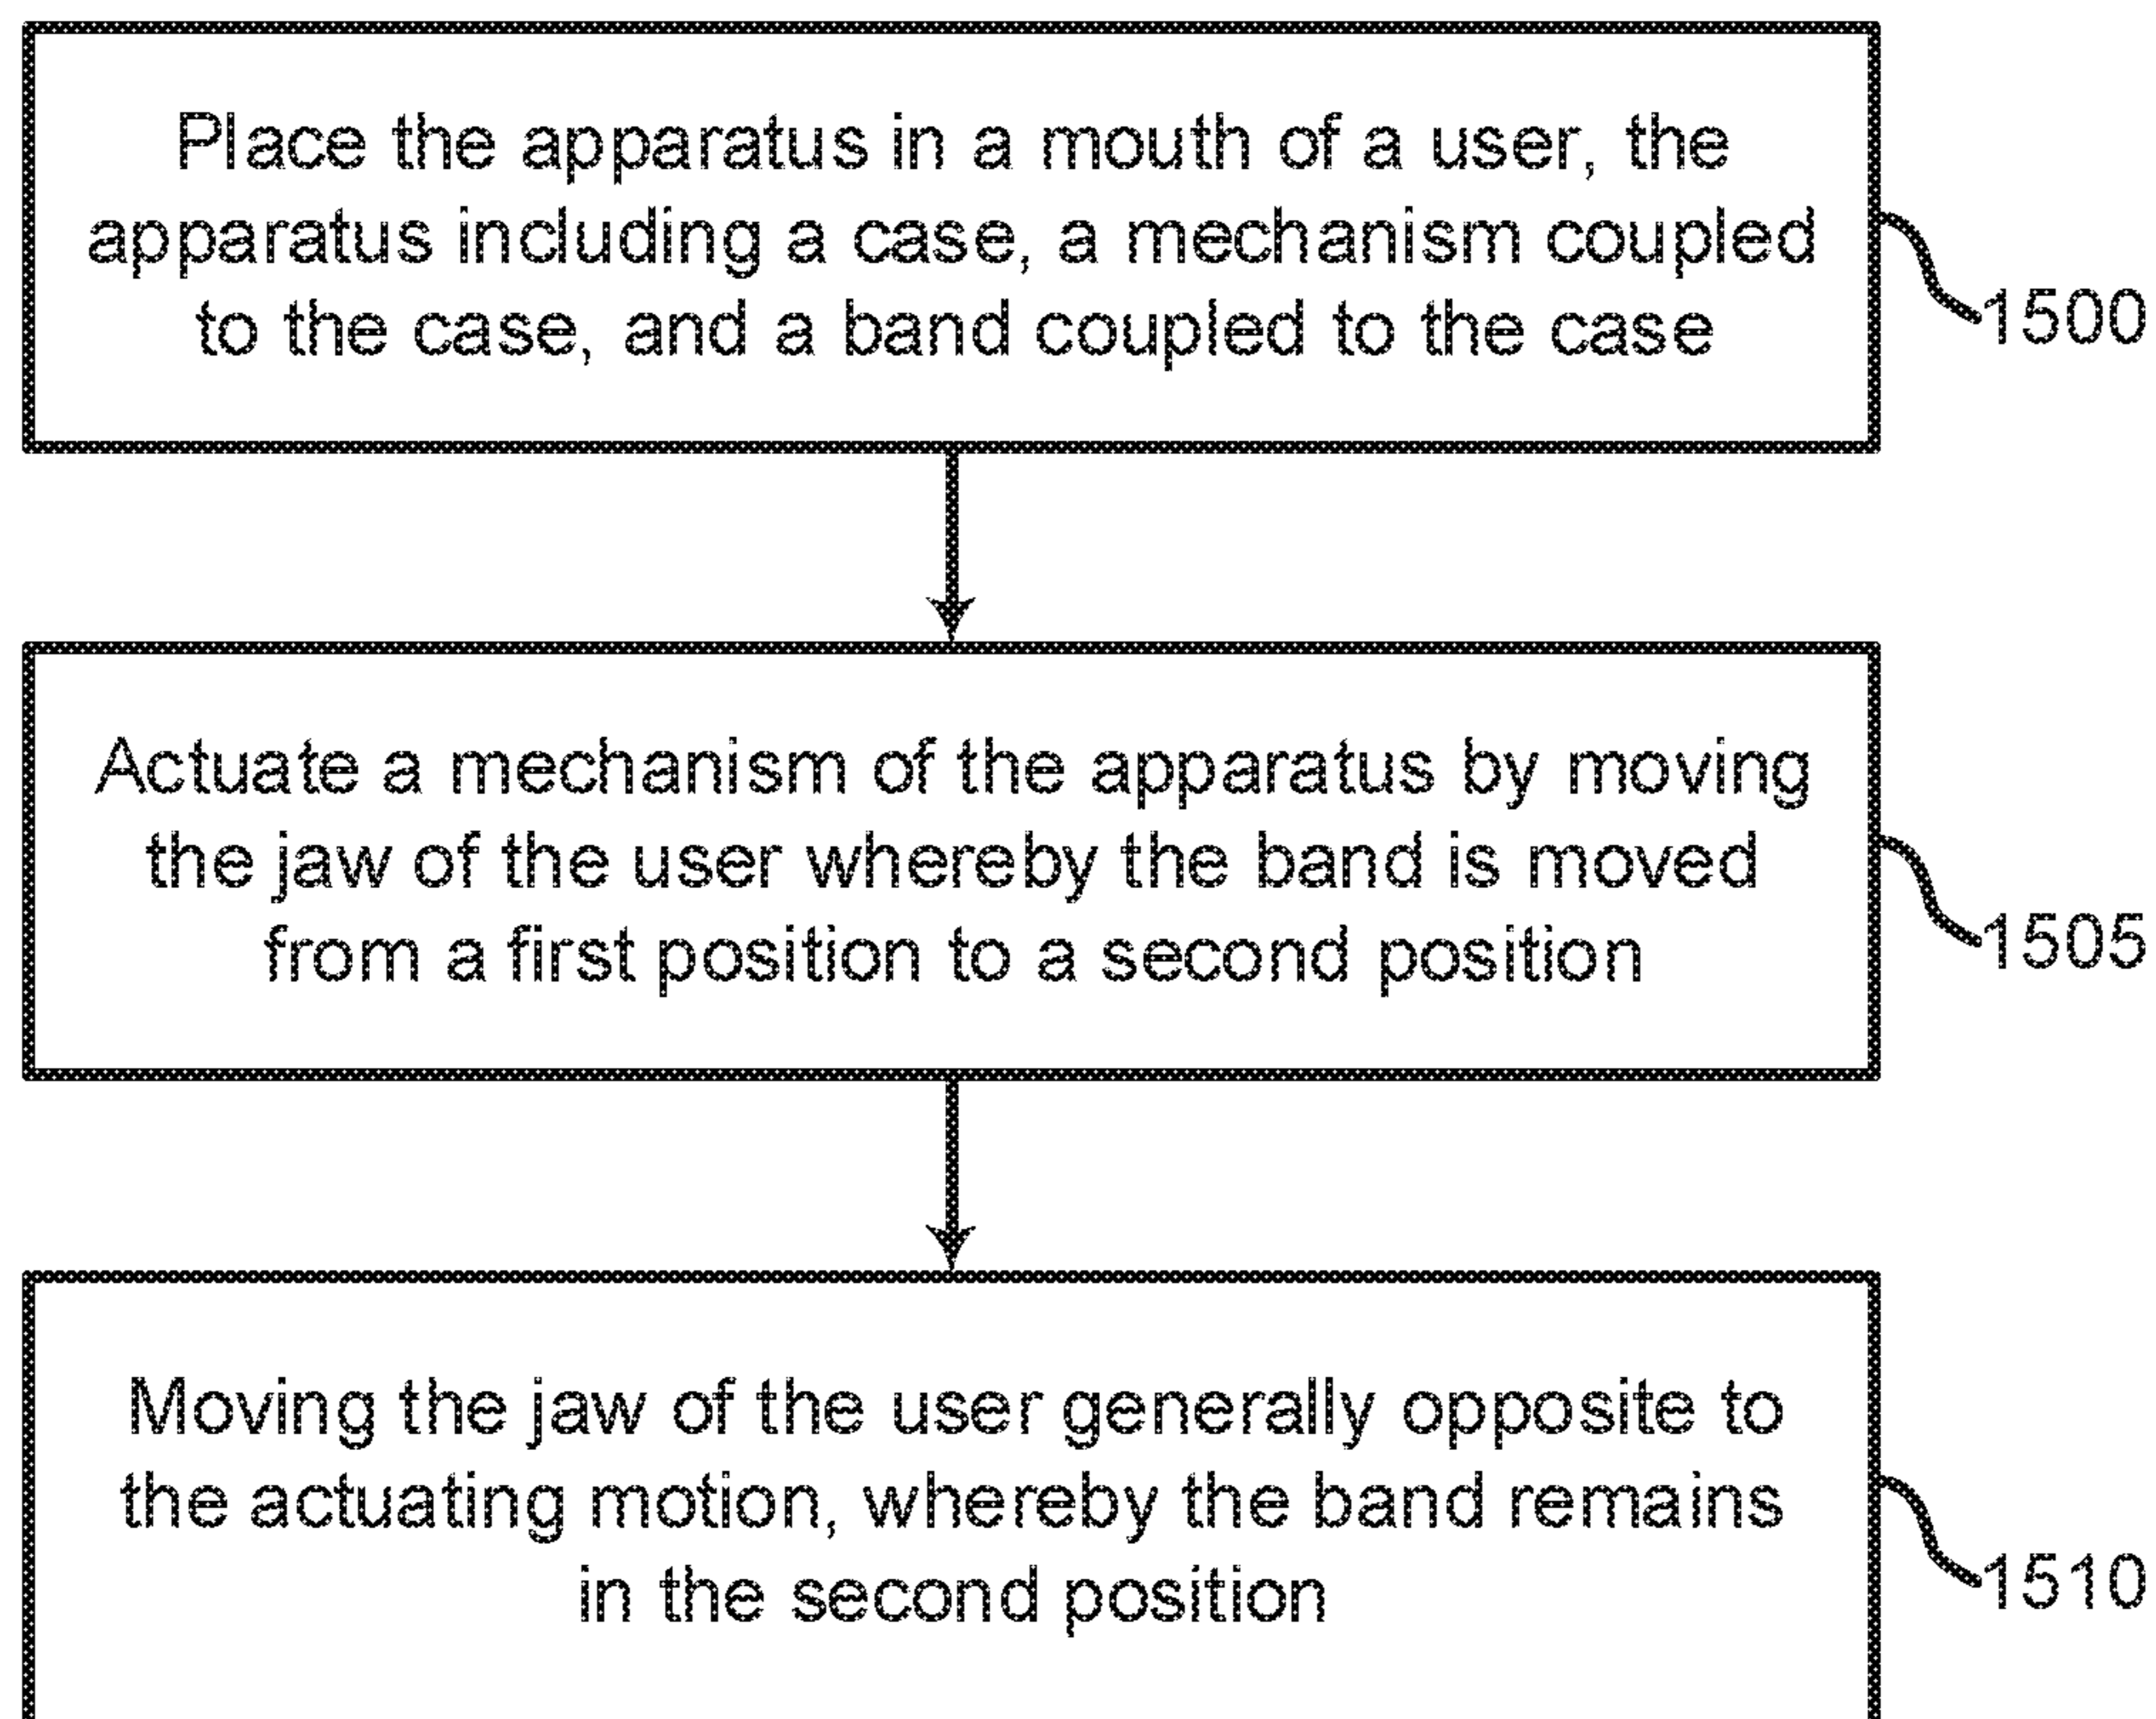 Place the apparatus in a mouth of a user, the
apparatus including a case, a mechanism coupled
to the case, and a band coupled to the case
1500
Actuate a mechanism of the apparatus by moving
the jaw of the user whereby the band is moved
from a first position to a second position
1505
Moving the jaw of the user generally opposite to
the actuating motion, whereby the band remains
in the second position
1510